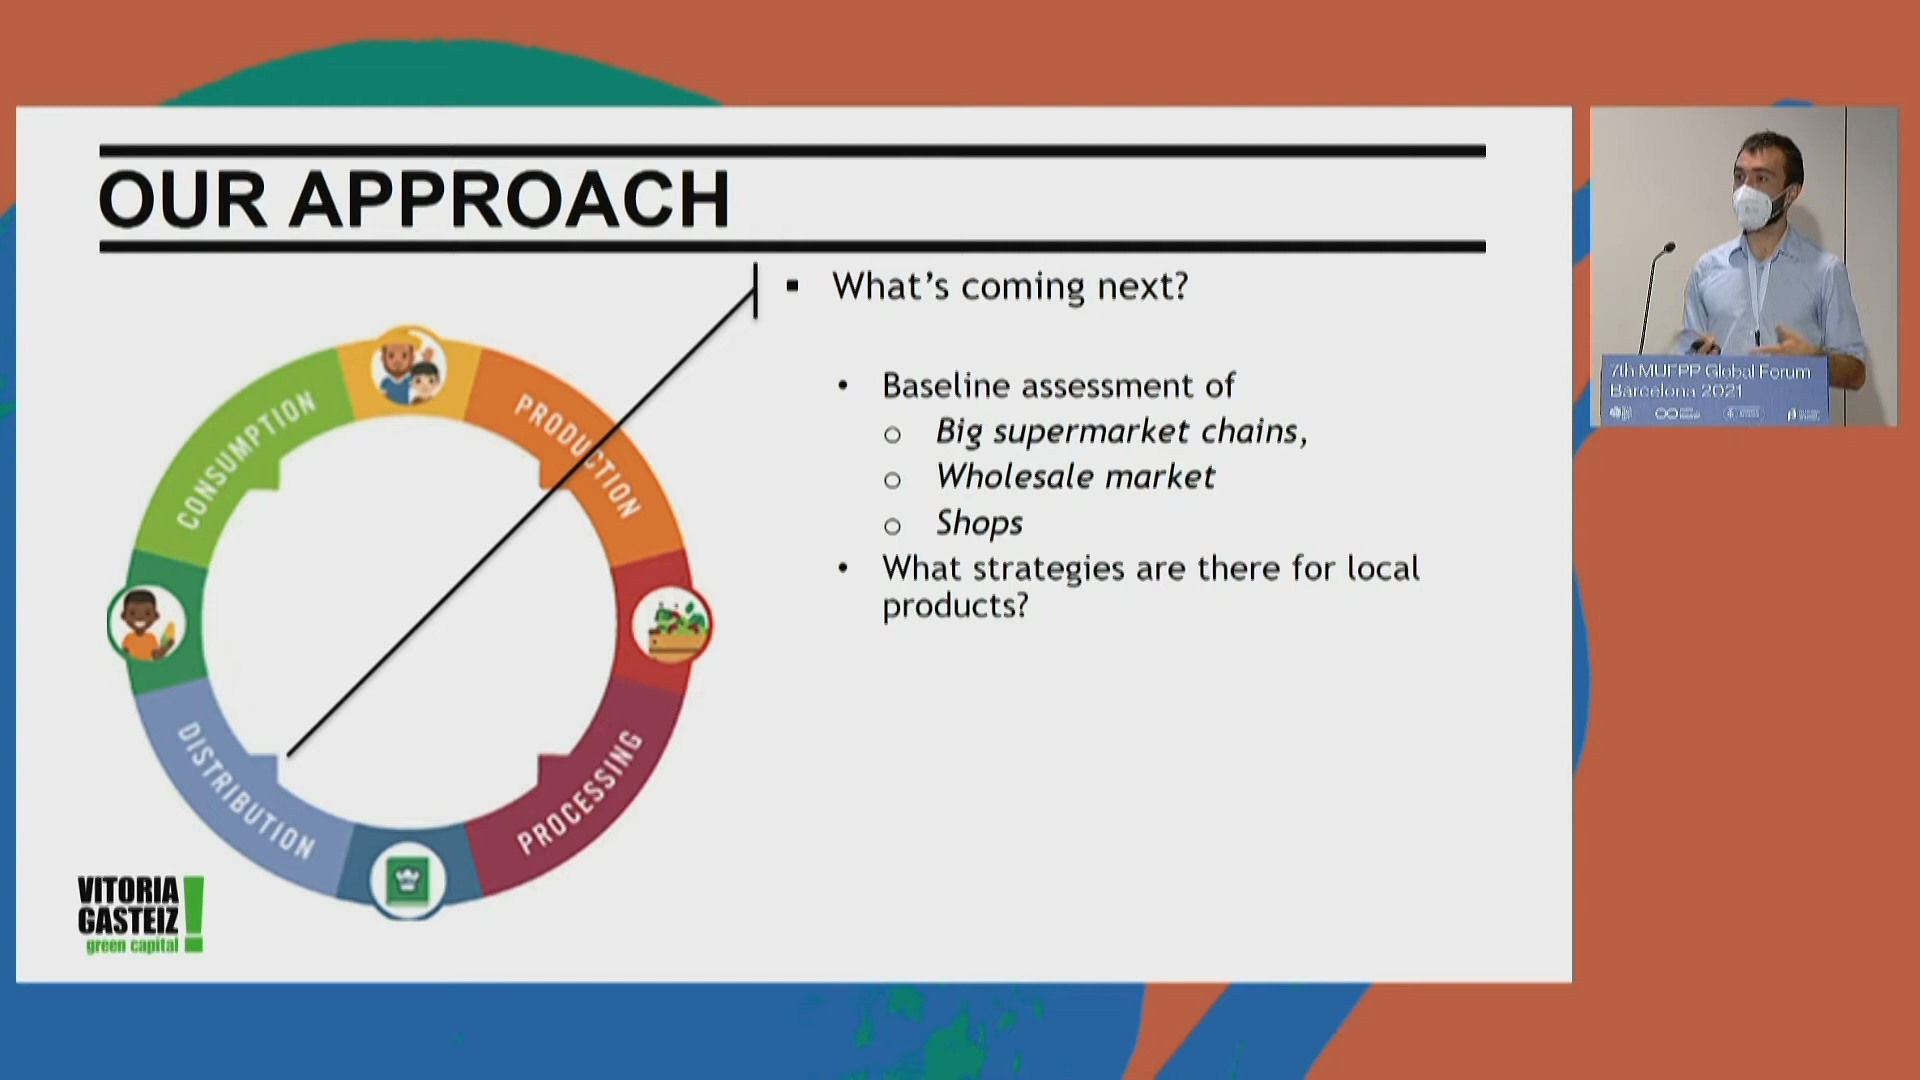 OUR APPROACH
What's coming next?
Baseline assessment of
Big supermarket chains,
Wholesale market
Shops
What strategies are there for local
products?
CONSUMPTION
PRODUCTION
DISTRIBUTION
PROCESSING
VITORIA
GASTEIZ
green capital
7th MUFPP Global Forum
Barcelona 2021